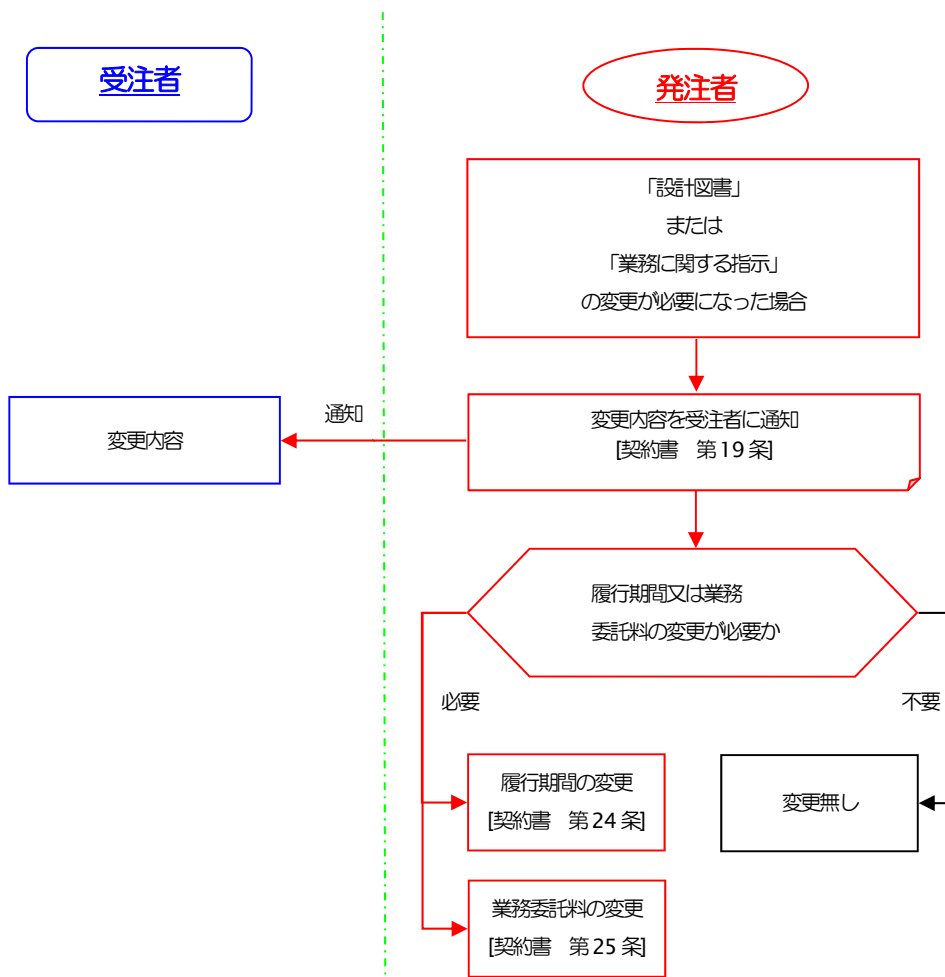 受注者
発注者
「設計図書」
または
「業務に関する指示」
の変更が必要になった場合
通知
変更内容
変更内容を受注者に通知
[契約書　第19条]
履行期間又は業務
委託料の変更が必要か
必要
不要
履行期間の変更
[契約書　第24条]
変更無し
業務委託料の変更
[契約書　第25条]